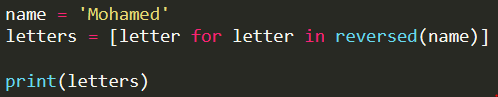 name = 'Mohamed'
letters = [letter for letter in reversed(name)]
print(letters)